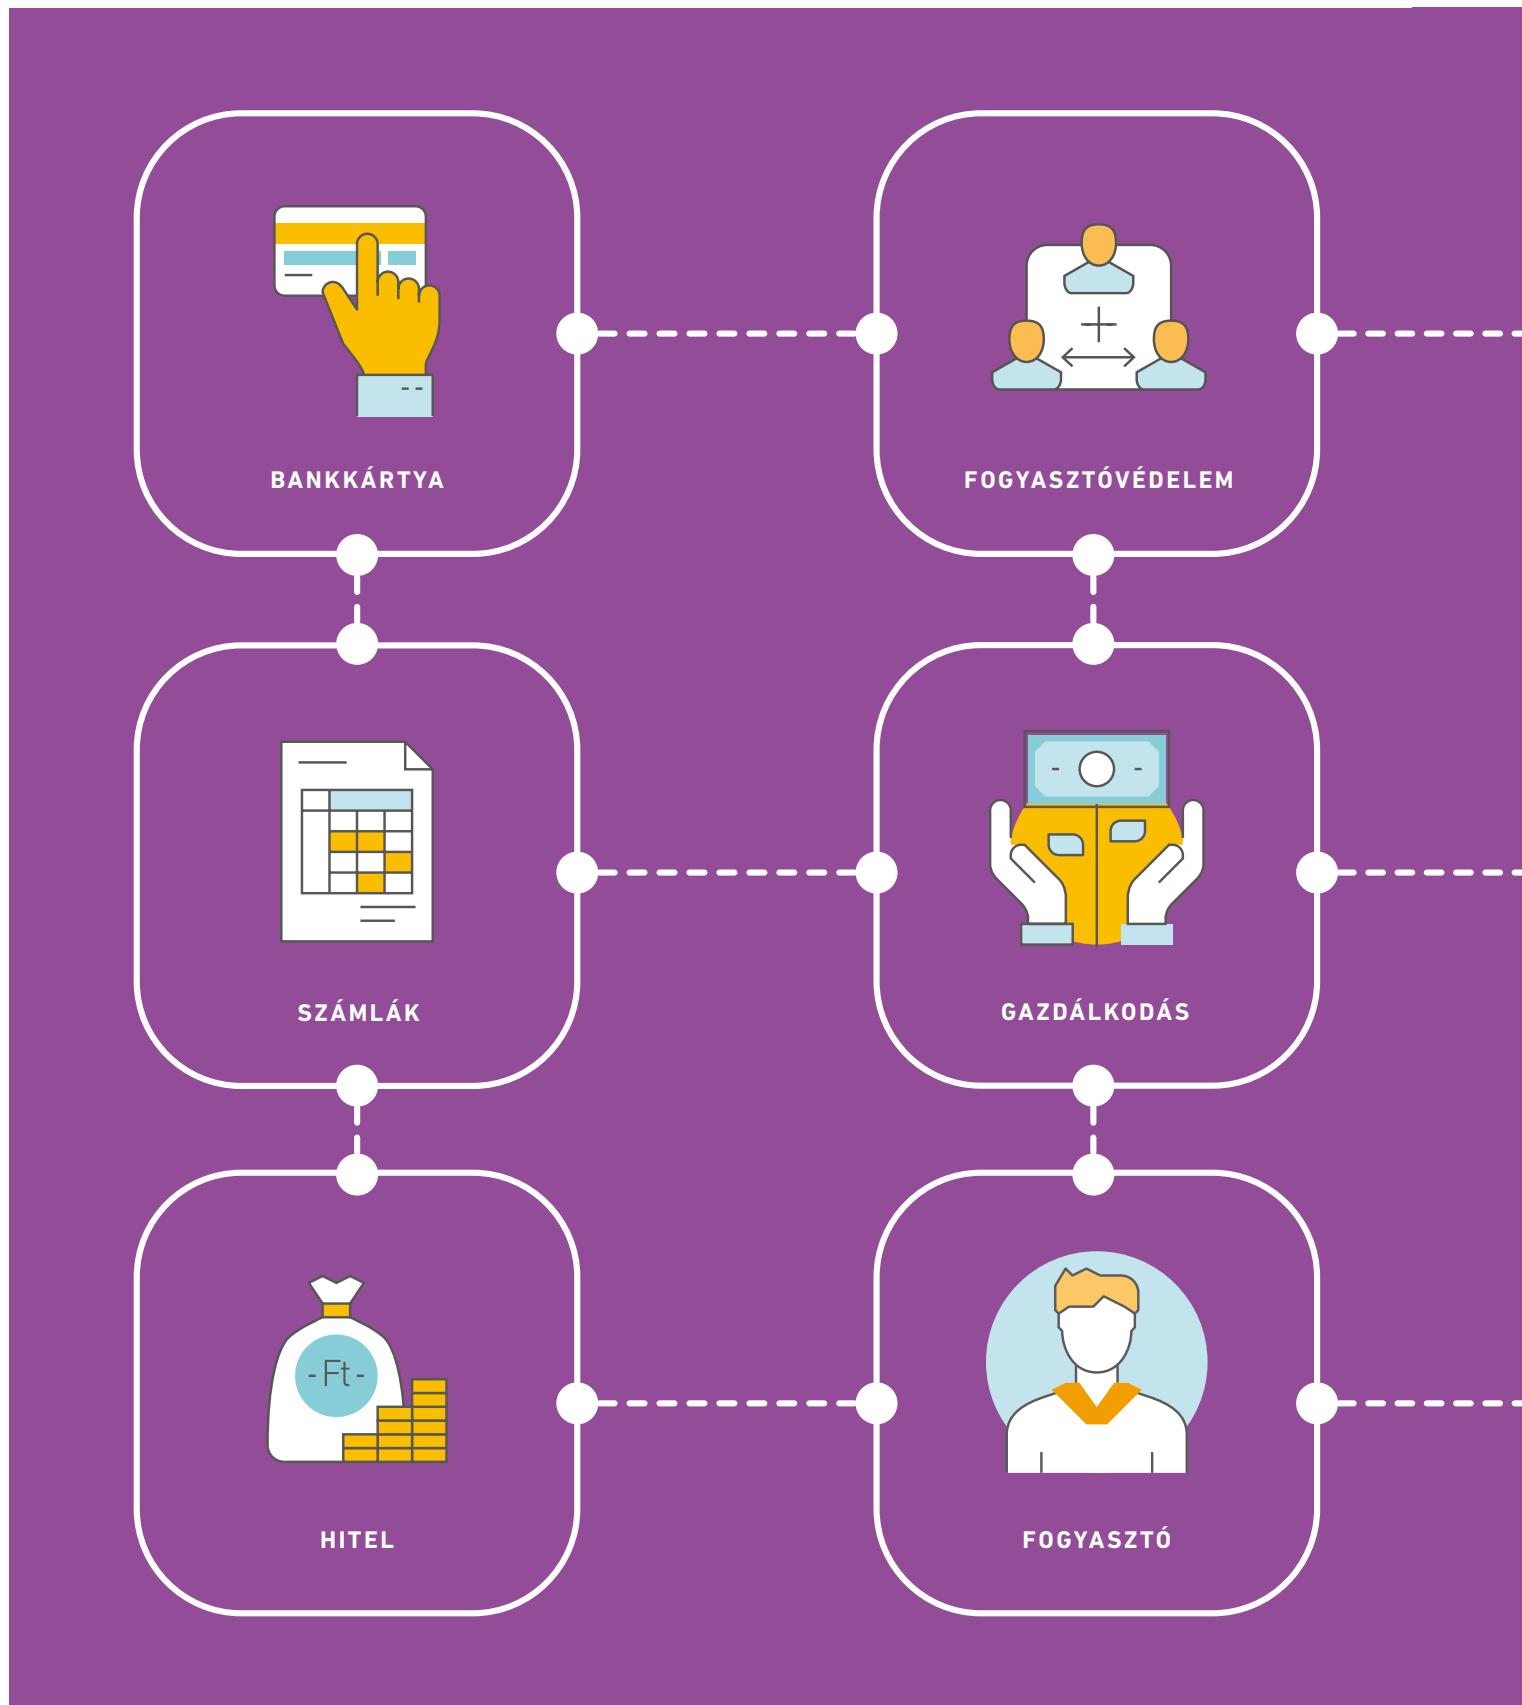 BANKKÁRTYA
FOGYASZTÓVÉDELEM
SZÁMLÁK
GAZDÁLKODÁS
-Ft-
HITEL
FOGYASZTÓ